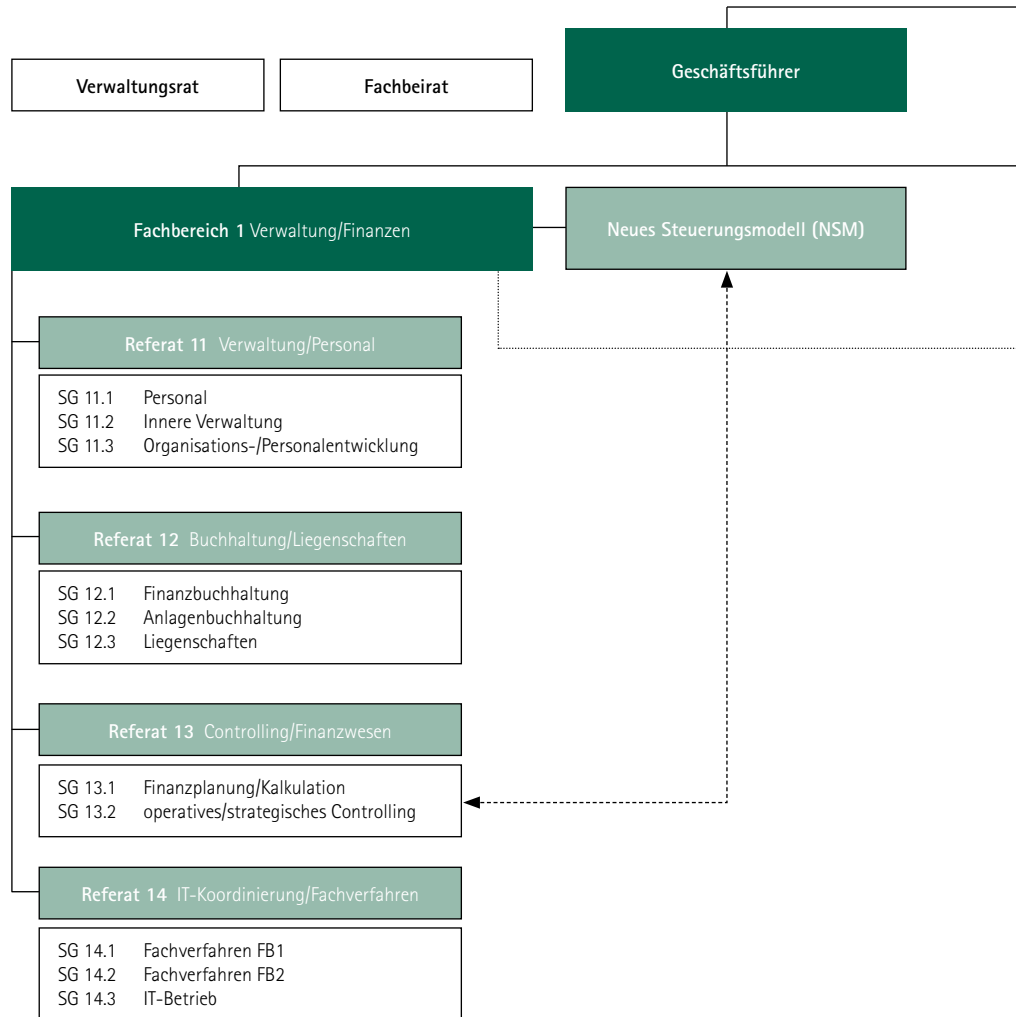 Geschäftsführer
Verwaltungsrat
Fachbeirat
Fachbereich 1 Verwaltung/Finanzen
Neues Steuerungsmodell (NSM)
Referat 11 Verwaltung/Personal
SG 11.1 Personal
SG 11.2 Innere Verwaltung
SG 11.3 Organisations-/Personalentwicklung
Referat 12 Buchhaltung/Liegenschaften
SG 12.1 Finanzbuchhaltung
SG 12.2 Anlagenbuchhaltung
SG 12.3 Liegenschaften
Referat 13 Controlling/Finanzwesen
SG 13.1 Finanzplanung/Kalkulation
SG 13.2 operatives/strategisches Controlling
Referat 14 IT-Koordinierung/Fachverfahren
SG 14.1 Fachverfahren FB1
SG 14.2 Fachverfahren FB2
SG 14.3 IT-Betrieb